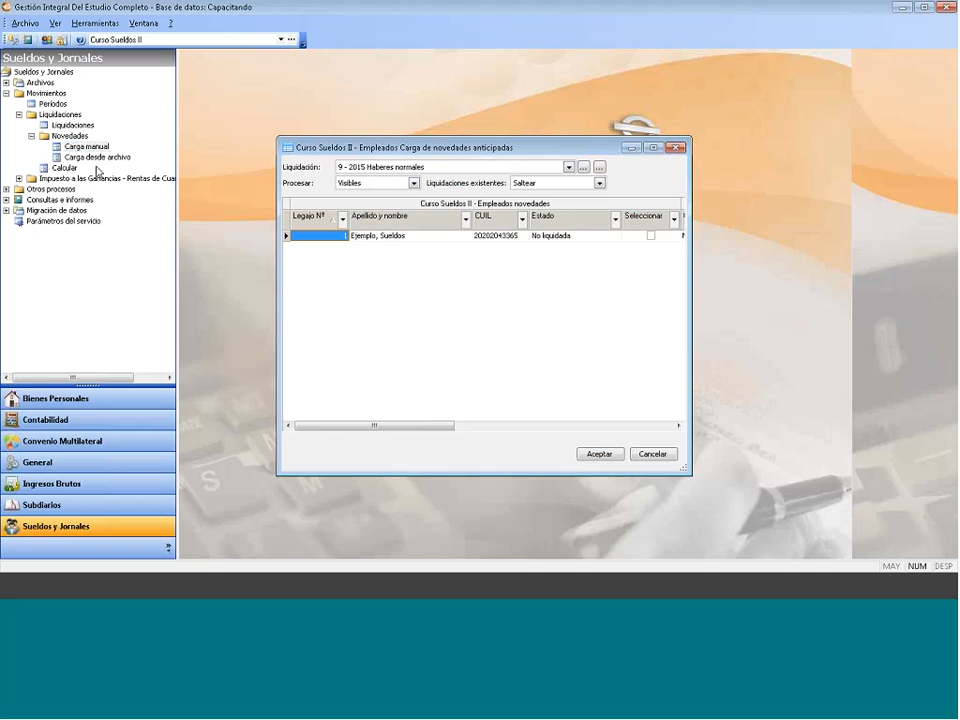 Gestión Integral Del Estudio Completo - Base de datos: Capacitando
Archivo Ver Herramientas Ventana ?
Curso Sueldos II
Sueldos y Jornales
Sueldos y Jornales
Archivos
Movimientos
Períodos
Liquidaciones
Liquidaciones
Novedades
Carga manual
Carga desde archivo
Calcular
Impuesto a las Ganancias - Rentas de Cua
Otros procesos
Consultas e informes
Migración de datos
Parámetros del servicio
Bienes Personales
Contabilidad
Convenio Multilateral
General
Ingresos Brutos
Subdiarios
Sueldos y Jornales
Curso Sueldos II - Empleados Carga de novedades anticipadas
Liquidación: 9 - 2015 Haberes normales
Procesar: Visibles Liquidaciones existentes: Saltear
Curso Sueldos II - Empleados novedades
Legajo Nº Apellido y nombre CUIL Estado Seleccionar
1 Ejemplo, Sueldos 20202043365 No liquidada
Aceptar Cancelar
MAY NUM DESP